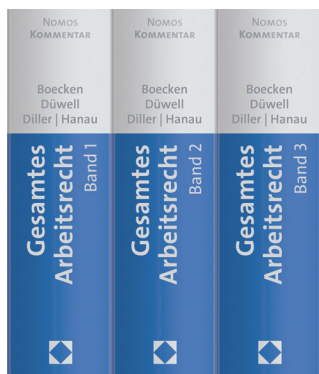 NOMOS
KOMMENTAR
Boecken
Düwell
Diller | Hanau
Gesamtes
Arbeitsrecht
Band 1
NOMOS
KOMMENTAR
Boecken
Düwell
Diller | Hanau
Gesamtes
Arbeitsrecht
Band 2
NOMOS
KOMMENTAR
Boecken
Düwell
Diller | Hanau
Gesamtes
Arbeitsrecht
Band 3